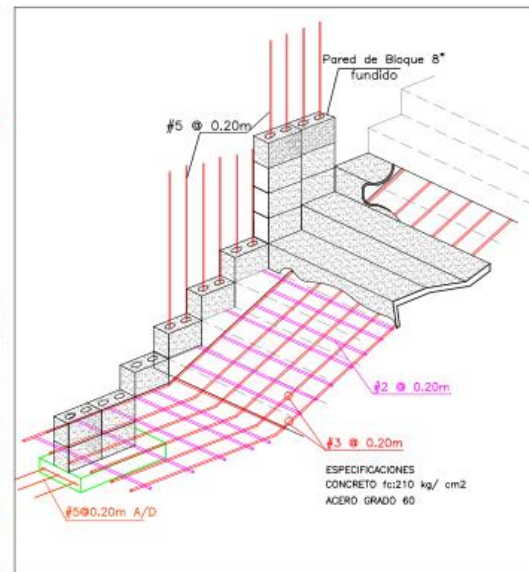 Pared de Bloque 8"
fundido
#5 @ 0.20m
#2 @ 0.20m
#3 @ 0.20m
ESPECIFICACIONES
CONCRETO fc:210 kg/ cm2
ACERO GRADO 60
#5@0.20m A/D